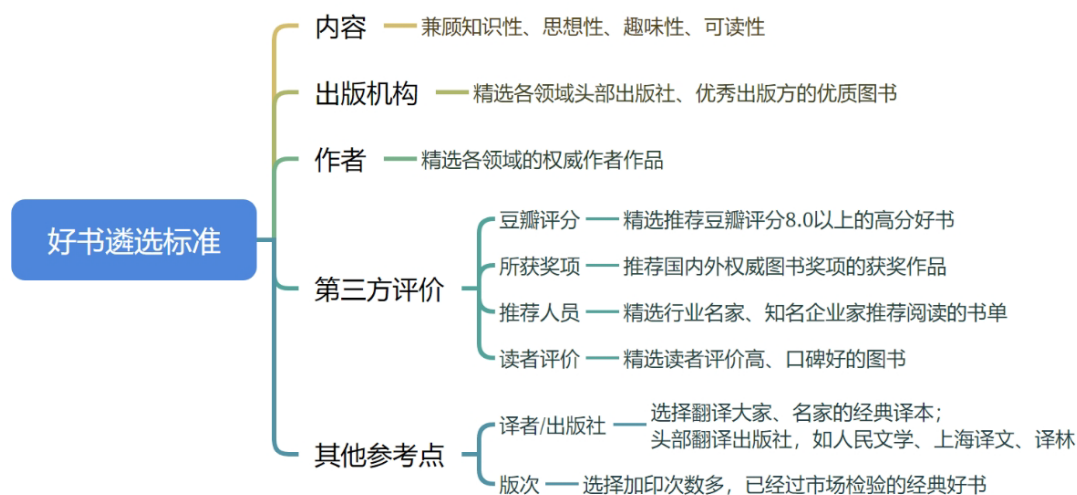 内容
兼顾知识性、思想性、趣味性、可读性
出版机构
精选各领域头部出版社、优秀出版方的优质图书
作者
精选各领域的权威作者作品
好书遴选标准
第三方评价
豆瓣评分
精选推荐豆瓣评分8.0以上的高分好书
所获奖项
推荐国内外权威图书奖项的获奖作品
推荐人员
精选行业名家、知名企业家推荐阅读的书单
读者评价
精选读者评价高、口碑好的图书
其他参考点
译者/出版社
选择翻译大家、名家的经典译本；
头部翻译出版社，如人民文学、上海译文、译林
版次
选择加印次数多，已经过市场检验的经典好书